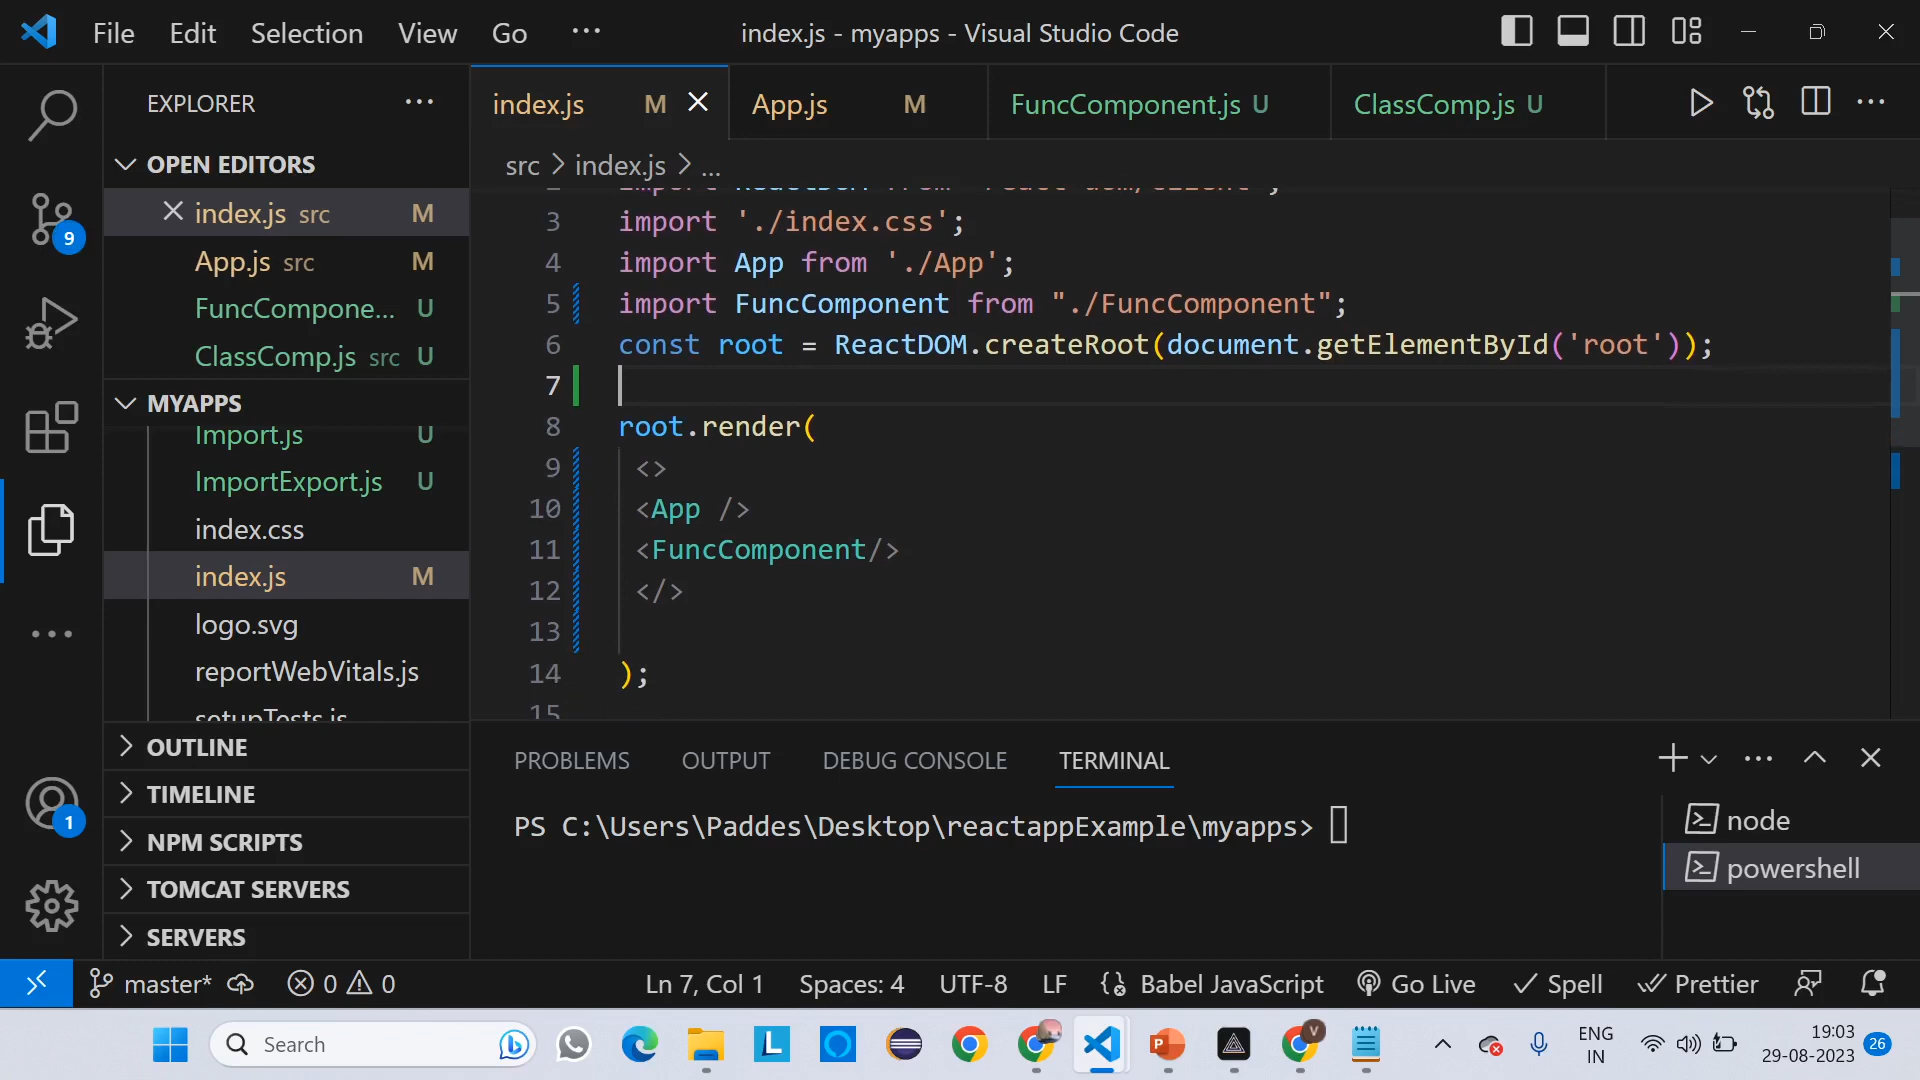 File Edit Selection View Go ...
index.js - myapps - Visual Studio Code
EXPLORER
OPEN EDITORS
index.js src M
App.js src M
FuncCompone... U
ClassComp.js src U
MYAPPS
Import.js U
ImportExport.js U
index.css
index.js M
logo.svg
reportWebVitals.js
setupTests.js
OUTLINE
TIMELINE
NPM SCRIPTS
TOMCAT SERVERS
SERVERS
9
1
index.js M
App.js M
FuncComponent.js U
ClassComp.js U
src > index.js > ...
3 import './index.css';
4 import App from './App';
5 import FuncComponent from "./FuncComponent";
6 const root = ReactDOM.createRoot(document.getElementById('root'));
7
8 root.render(
9 <>
10 <App />
11 <FuncComponent/>
12 </>
13
14 );
15
PROBLEMS OUTPUT DEBUG CONSOLE TERMINAL
PS C:\Users\Paddes\Desktop\reactappExample\myapps>
node
powershell
master* 0 0 Ln 7, Col 1 Spaces: 4 UTF-8 LF Babel JavaScript Go Live Spell Prettier
Search
L
P
V
ENG
IN
19:03
29-08-2023
26